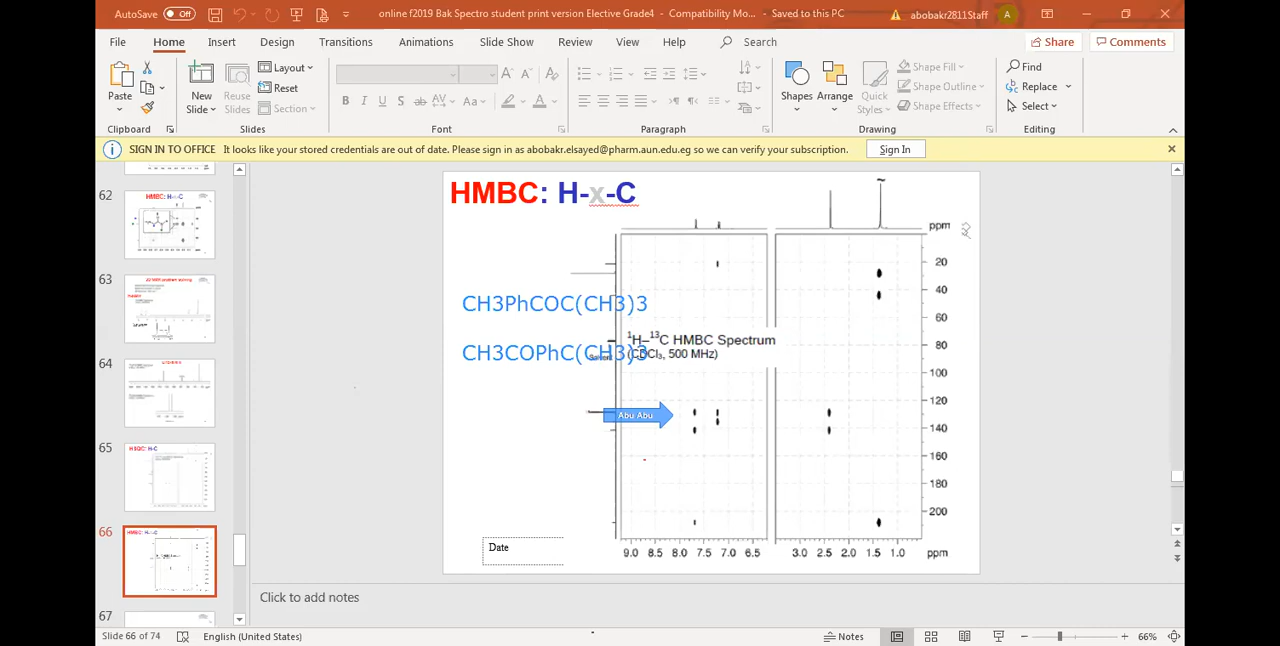 AutoSave Off online f2019 Bak Spectro student print version Elective Grade4 - Compatibility Mo... - Saved to this PC abobakr2811Staff A
File Home Insert Design Transitions Animations Slide Show Review View Help Search Share Comments
Paste New Slide Reuse Slides Layout Reset Section
B I U S ab AV Aa A
Shapes Arrange Quick Styles Shape Fill Shape Outline Shape Effects
Find Replace Select
Clipboard Slides Font Paragraph Drawing Editing
SIGN IN TO OFFICE It looks like your stored credentials are out of date. Please sign in as abobakr.elsayed@pharm.aun.edu.eg so we can verify your subscription. Sign In
62
HMBC: H-x-C
63
64
65
HSQC: H-C
66
HMBC: H-x-C
67
HMBC: H-x-C
ppm
20
40
60
80
100
120
140
160
180
200
CH3PhCOC(CH3)3
¹H–¹³C HMBC Spectrum
CH3COPhC(CH3)3
(CDCl₃, 500 MHz)
Solvent
Abu Abu
9.0 8.5 8.0 7.5 7.0 6.5 3.0 2.5 2.0 1.5 1.0 ppm
Date
Click to add notes
Slide 66 of 74 English (United States) Notes 66%